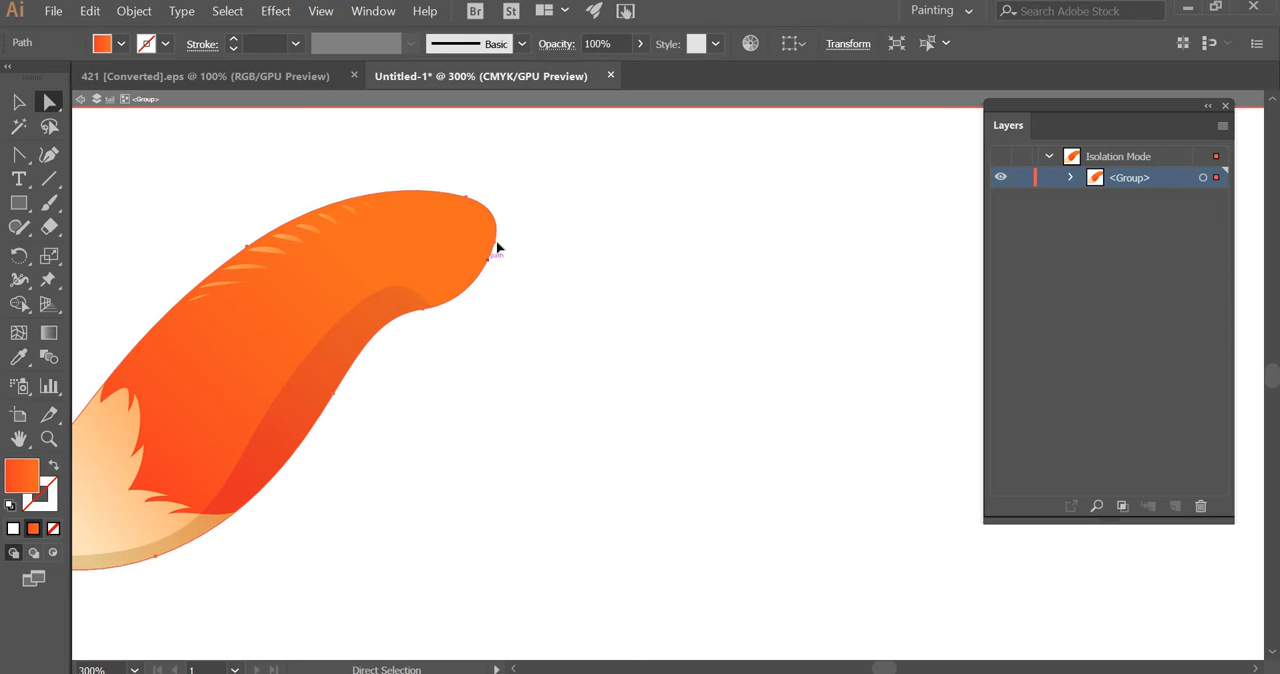 Ai File Edit Object Type Select Effect View Window Help Br St Painting Search Adobe Stock
Path Stroke: Basic Opacity: 100% Style: Transform
421 [Converted].eps @ 100% (RGB/GPU Preview) × Untitled-1* @ 300% (CMYK/GPU Preview) ×
tail <Group>
Layers
Isolation Mode
<Group>
path
T
300% 1 Direct Selection